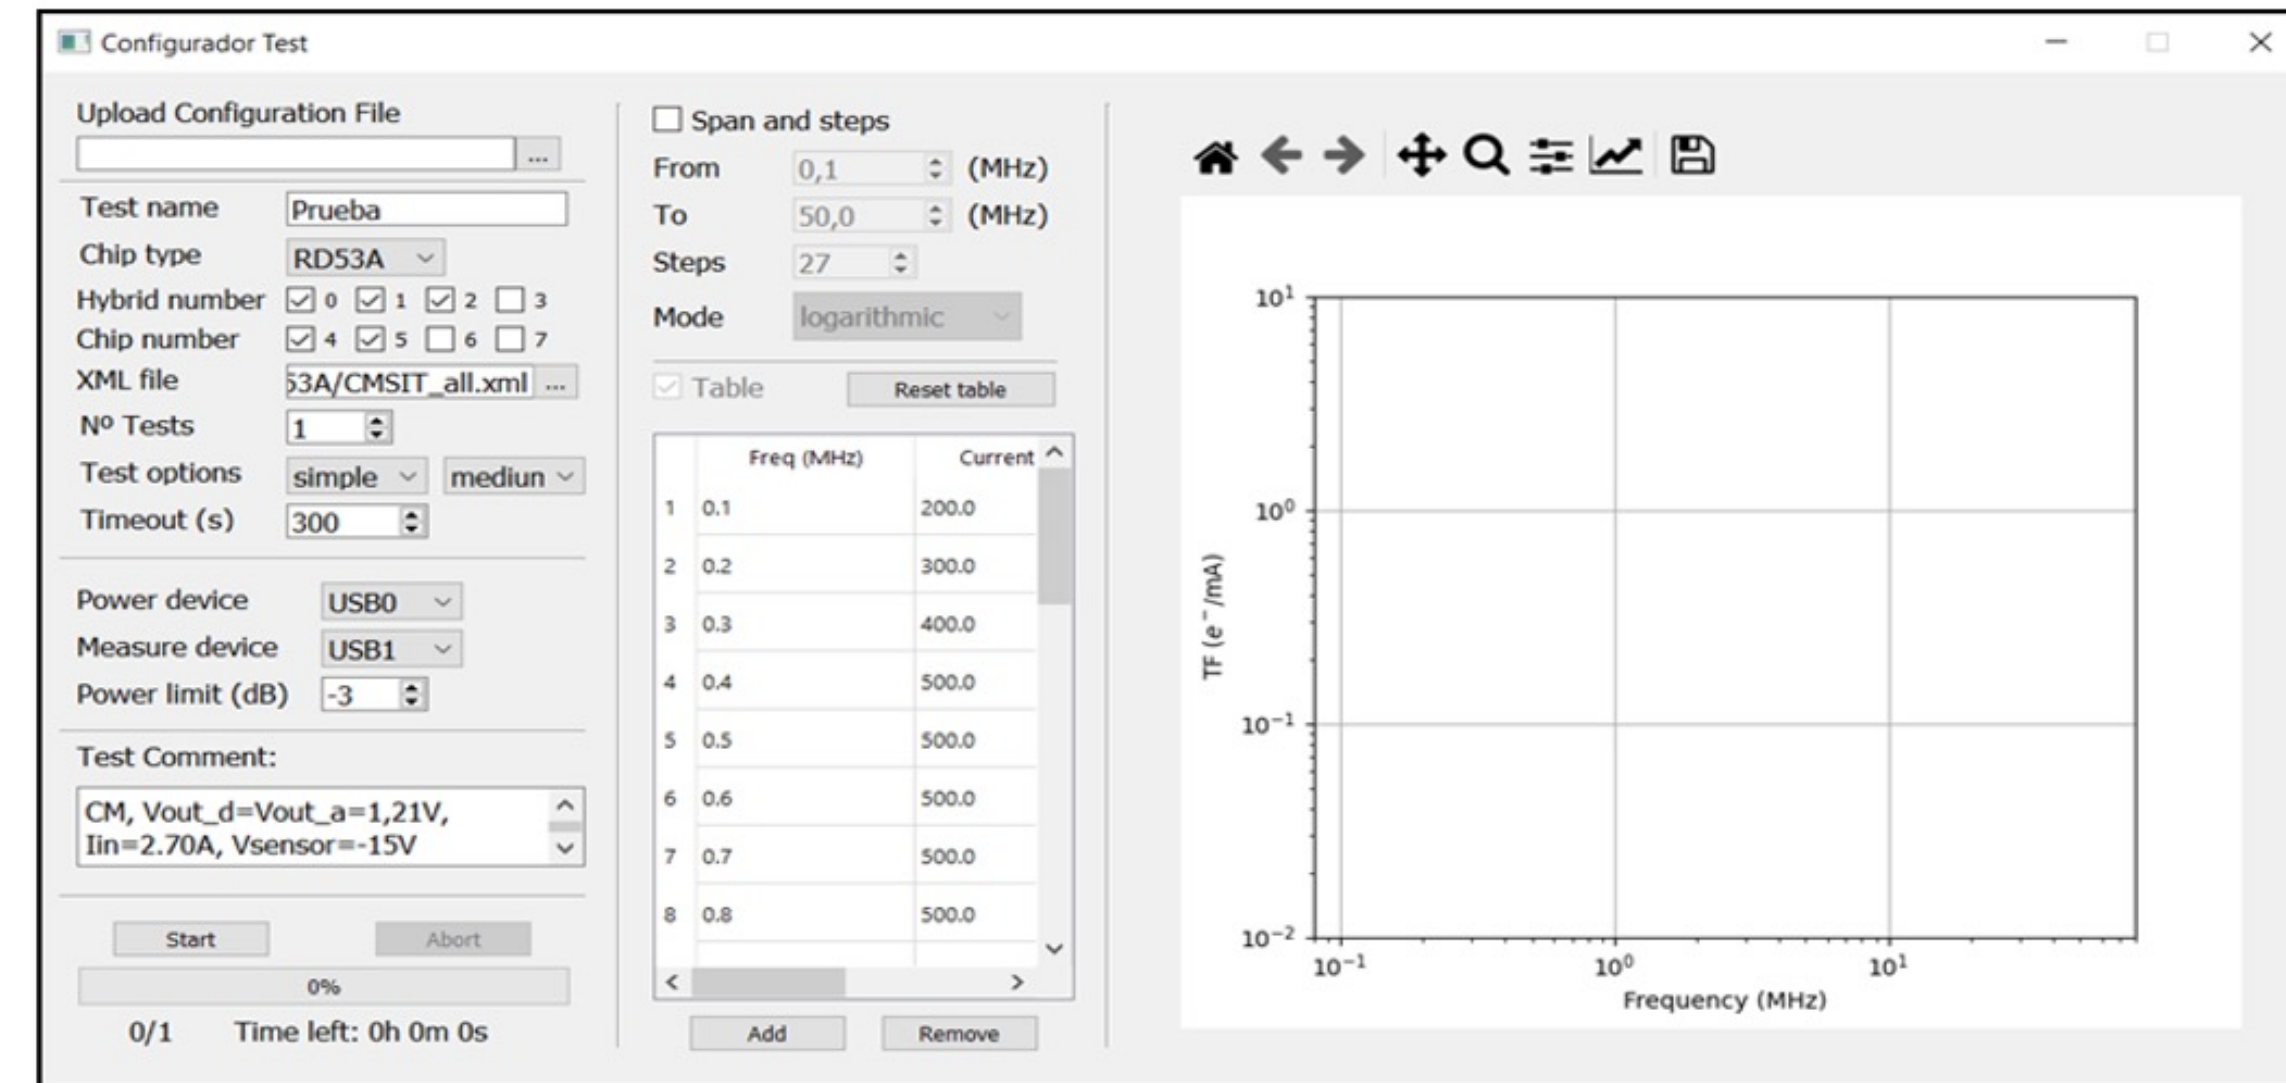 Configurador Test
Upload Configuration File
...
Test name Prueba
Chip type RD53A
Hybrid number 0 1 2 3
Chip number 4 5 6 7
XML file 53A/CMSIT_all.xml ...
Nº Tests 1
Test options simple mediun
Timeout (s) 300
Power device USB0
Measure device USB1
Power limit (dB) -3
Test Comment:
CM, Vout_d=Vout_a=1,21V,
Iin=2.70A, Vsensor=-15V
Start Abort
0%
0/1 Time left: 0h 0m 0s
Span and steps
From 0,1 (MHz)
To 50,0 (MHz)
Steps 27
Mode logarithmic
Table Reset table
Freq (MHz) Current
1 0.1 200.0
2 0.2 300.0
3 0.3 400.0
4 0.4 500.0
5 0.5 500.0
6 0.6 500.0
7 0.7 500.0
8 0.8 500.0
Add Remove
TF (e⁻/mA)
10¹
10⁰
10⁻¹
10⁻²
10⁻¹ 10⁰ 10¹
Frequency (MHz)